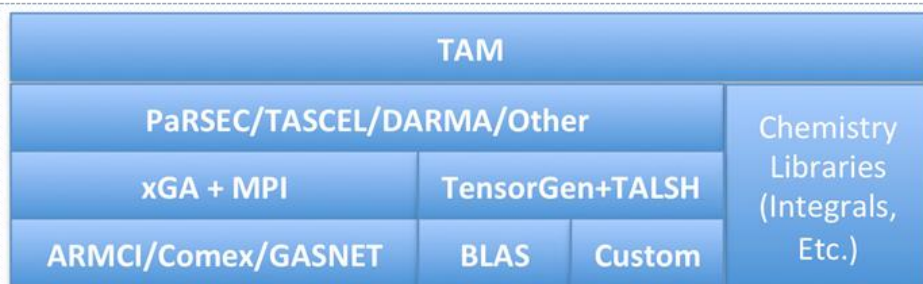 TAM
PaRSEC/TASCEL/DARMA/Other
Chemistry
Libraries
(Integrals,
Etc.)
xGA + MPI
TensorGen+TALSH
ARMCI/Comex/GASNET
BLAS
Custom